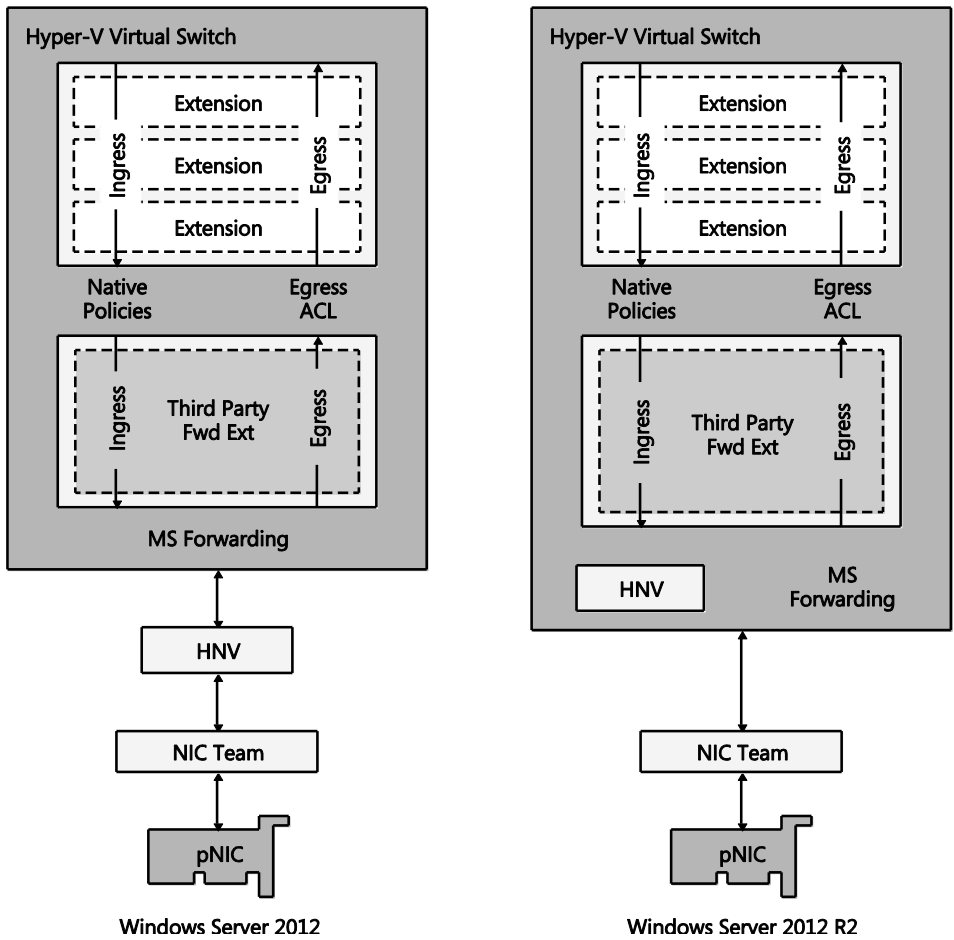 Hyper-V Virtual Switch
Extension
Extension
Extension
Ingress
Egress
Native
Policies
Egress
ACL
Third Party
Fwd Ext
Ingress
Egress
MS Forwarding
HNV
NIC Team
pNIC
Windows Server 2012
Hyper-V Virtual Switch
Extension
Extension
Extension
Ingress
Egress
Native
Policies
Egress
ACL
Third Party
Fwd Ext
Ingress
Egress
HNV
MS
Forwarding
NIC Team
pNIC
Windows Server 2012 R2